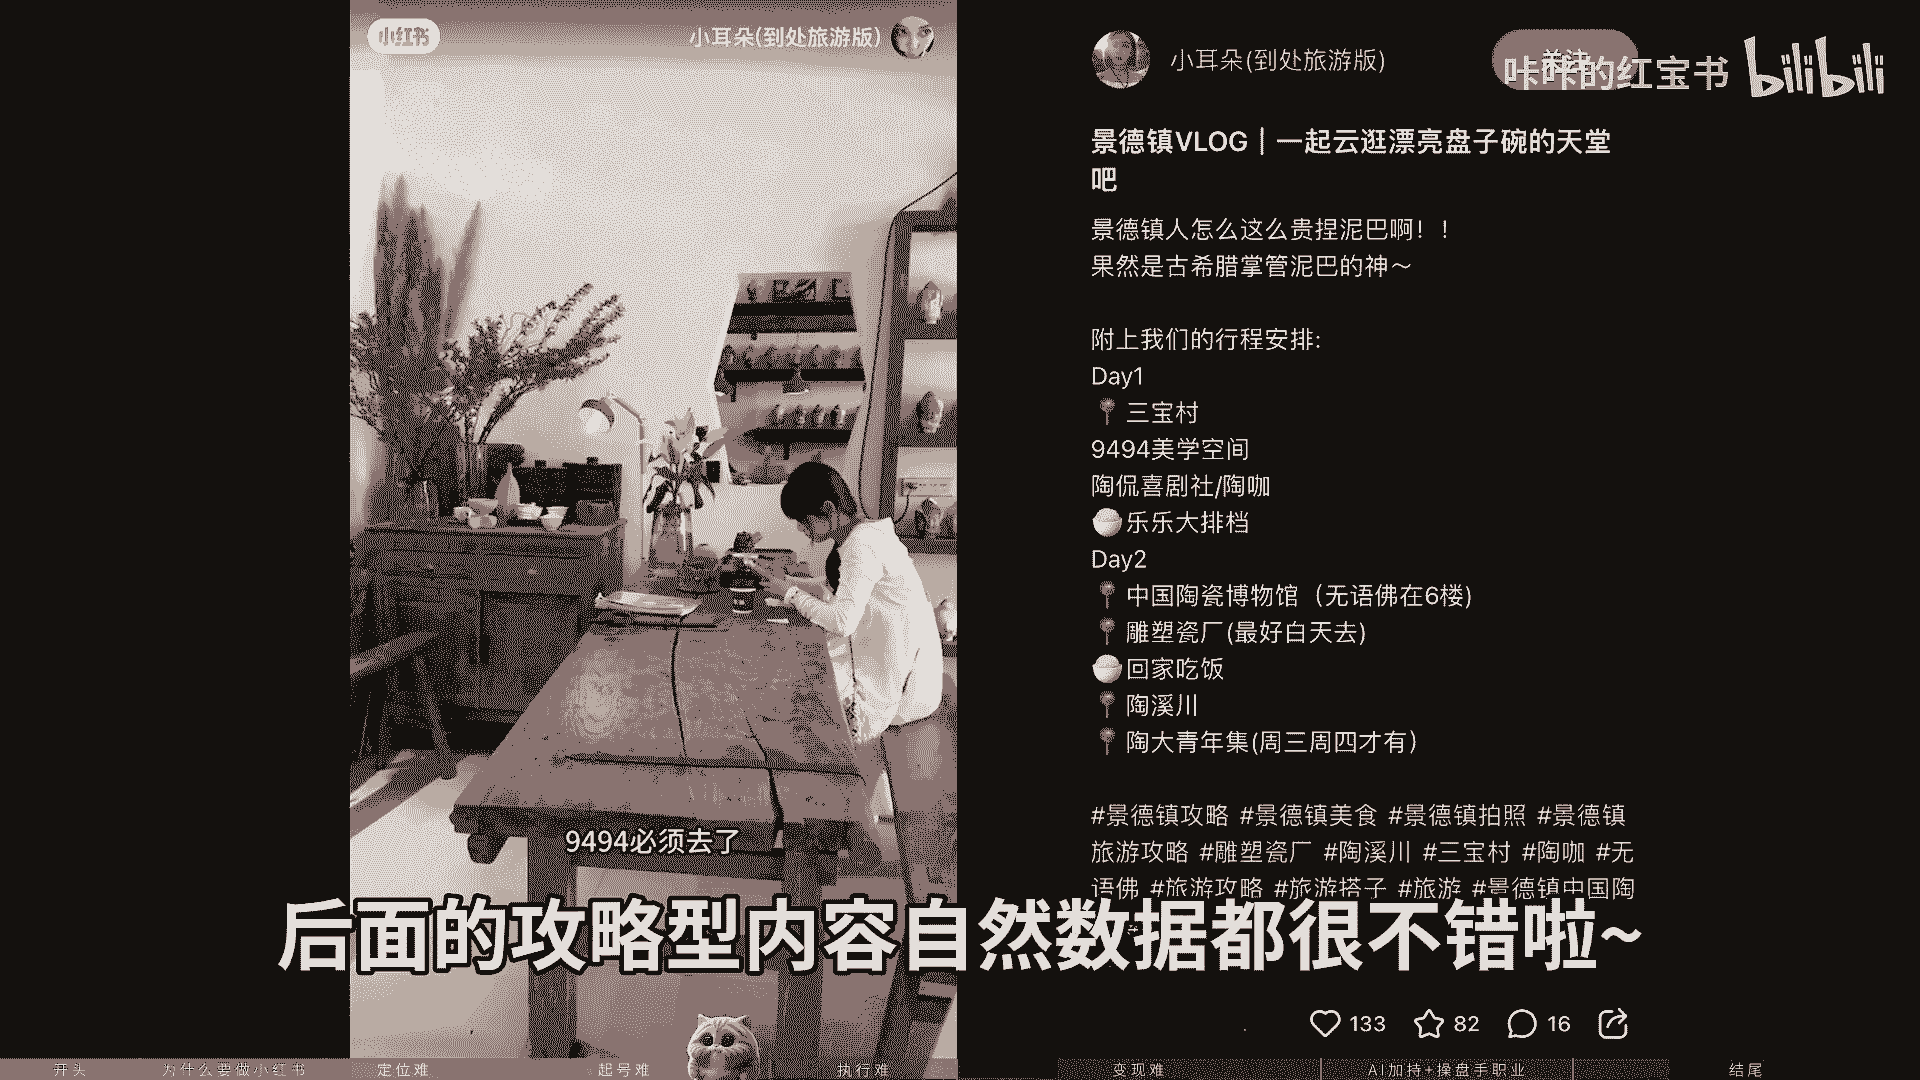 小红书
小耳朵(到处旅游版)
小耳朵(到处旅游版)
关注
咔咔的红宝书 bilibili
景德镇VLOG｜一起云逛漂亮盘子碗的天堂
吧
景德镇人怎么这么贵捏泥巴啊！！
果然是古希腊掌管泥巴的神～
附上我们的行程安排:
Day1
三宝村
9494美学空间
陶侃喜剧社/陶咖
乐乐大排档
Day2
中国陶瓷博物馆（无语佛在6楼)
雕塑瓷厂(最好白天去)
回家吃饭
陶溪川
陶大青年集(周三周四才有）
#景德镇攻略 #景德镇美食 #景德镇拍照 #景德镇
旅游攻略 #雕塑瓷厂 #陶溪川 #三宝村 #陶咖 #无
语佛 #旅游攻略 #旅游搭子 #旅游 #景德镇中国陶
9494必须去了
后面的攻略型内容自然数据都很不错啦~
133 82 16
开头 为什么要做小红书 定位难 起号难 执行难 变现难 AI加持+操盘手职业 结尾